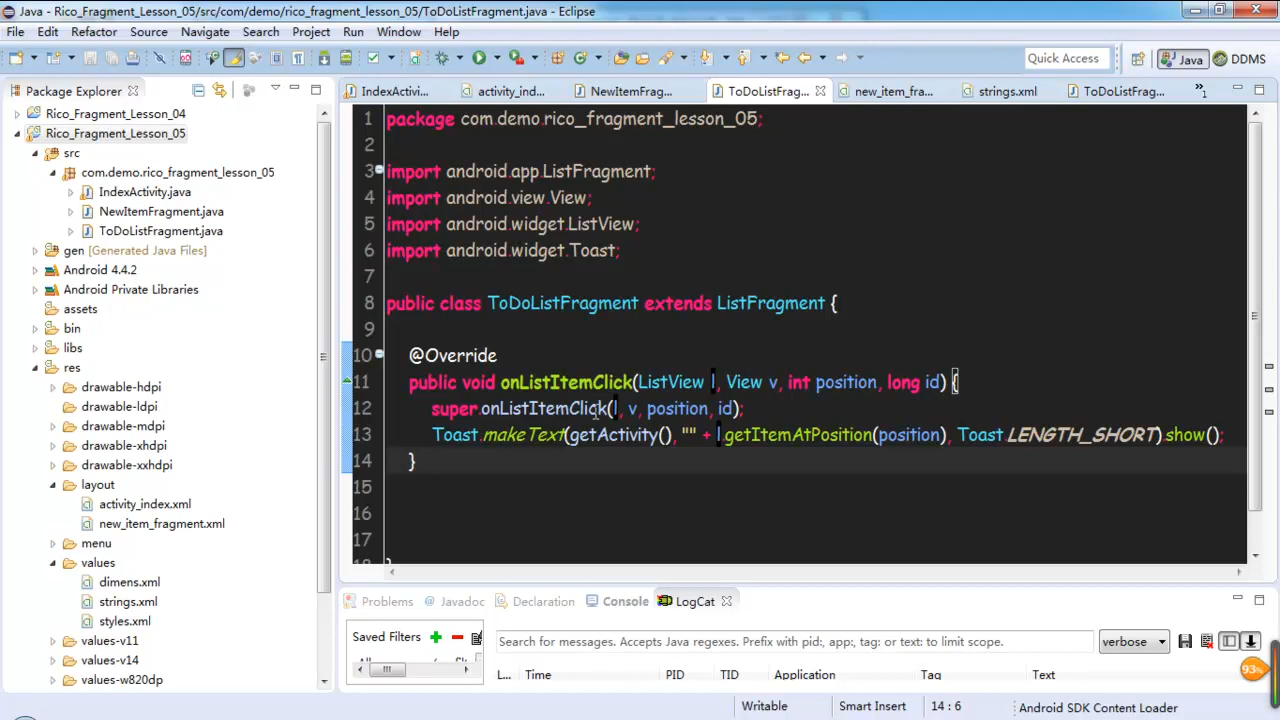 Java - Rico_Fragment_Lesson_05/src/com/demo/rico_fragment_lesson_05/ToDoListFragment.java - Eclipse
File Edit Refactor Source Navigate Search Project Run Window Help
Quick Access Java DDMS
Package Explorer
Rico_Fragment_Lesson_04
Rico_Fragment_Lesson_05
src
com.demo.rico_fragment_lesson_05
IndexActivity.java
NewItemFragment.java
ToDoListFragment.java
gen [Generated Java Files]
Android 4.4.2
Android Private Libraries
assets
bin
libs
res
drawable-hdpi
drawable-ldpi
drawable-mdpi
drawable-xhdpi
drawable-xxhdpi
layout
activity_index.xml
new_item_fragment.xml
menu
values
dimens.xml
strings.xml
styles.xml
values-v11
values-v14
values-w820dp
IndexActivi... activity_ind... NewItemFrag... ToDoListFrag... new_item_fra... strings.xml ToDoListFrag... »1
1 package com.demo.rico_fragment_lesson_05;
2
3 import android.app.ListFragment;
4 import android.view.View;
5 import android.widget.ListView;
6 import android.widget.Toast;
7
8 public class ToDoListFragment extends ListFragment {
9
10 @Override
11 public void onListItemClick(ListView l, View v, int position, long id) {
12 super.onListItemClick(l, v, position, id);
13 Toast.makeText(getActivity(), "" + l.getItemAtPosition(position), Toast.LENGTH_SHORT).show();
14 }
15
16
17
Problems Javadoc Declaration Console LogCat
Saved Filters
Search for messages. Accepts Java regexes. Prefix with pid:, app:, tag: or text: to limit scope. verbose
L... Time PID TID Application Tag Text
93%
Writable Smart Insert 14 : 6 Android SDK Content Loader